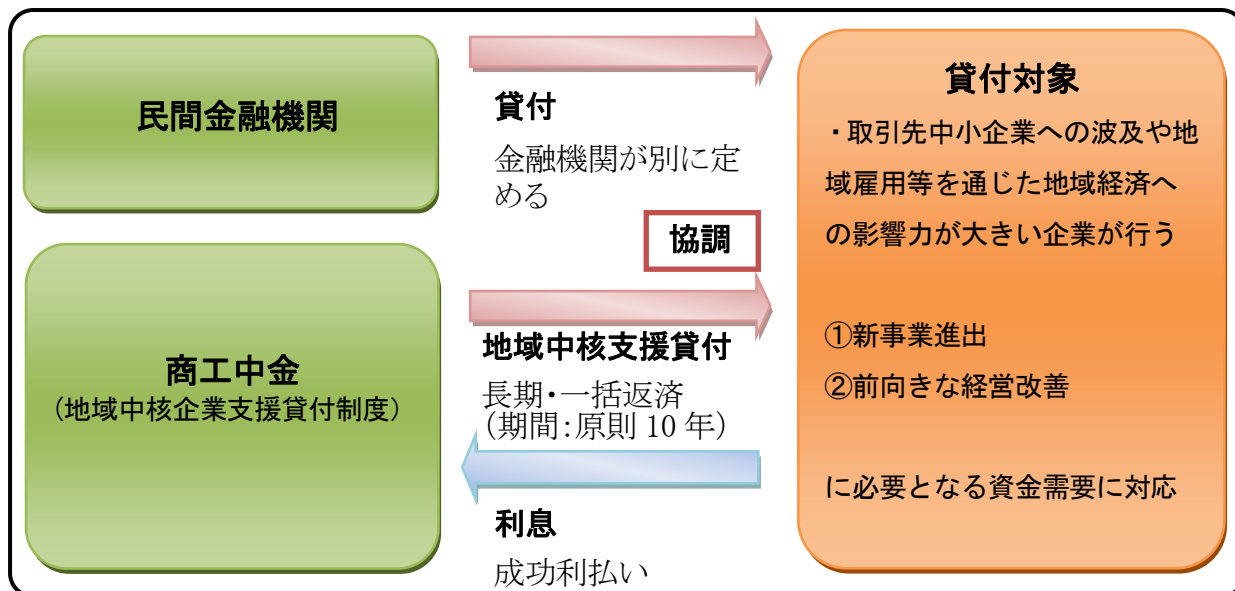 民間金融機関
貸付
金融機関が別に定
める
協調
商工中金
(地域中核企業支援貸付制度)
地域中核支援貸付
長期・一括返済
(期間:原則 10 年)
利息
成功利払い
貸付対象
・取引先中小企業への波及や地
域雇用等を通じた地域経済へ
の影響力が大きい企業が行う
①新事業進出
②前向きな経営改善
に必要となる資金需要に対応